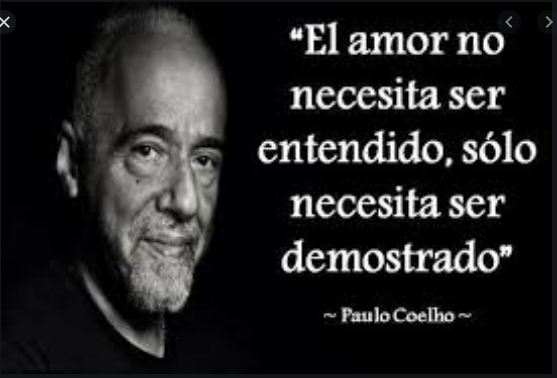 “El amor no
necesita ser
entendido, sólo
necesita ser
demostrado”
~ Paulo Coelho ~